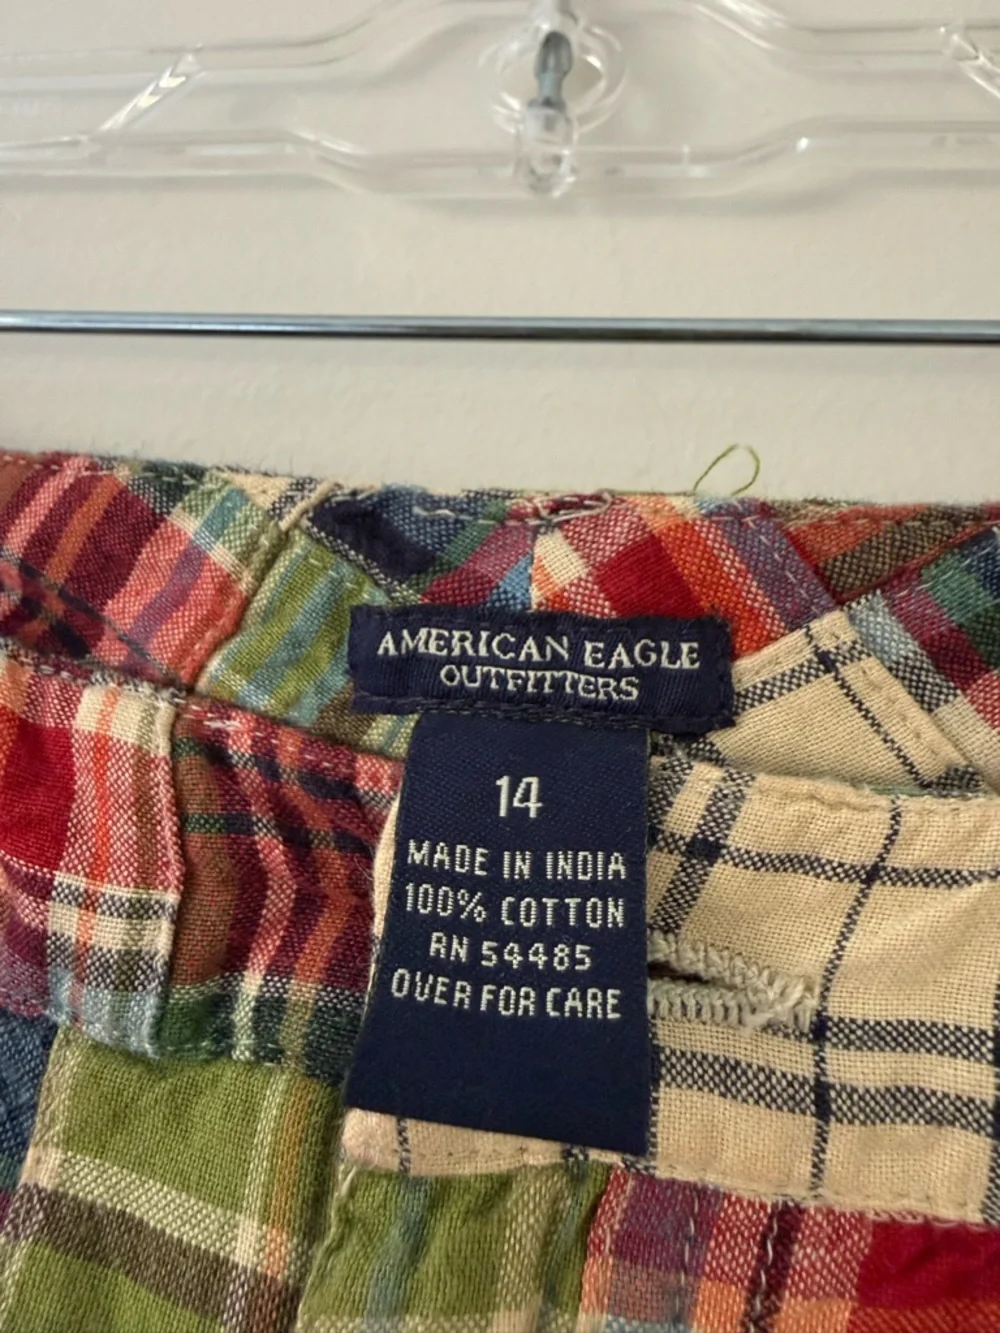 AMERICAN EAGLE
OUTFITTERS
14
MADE IN INDIA
100% COTTON
RN 54485
OVER FOR CARE